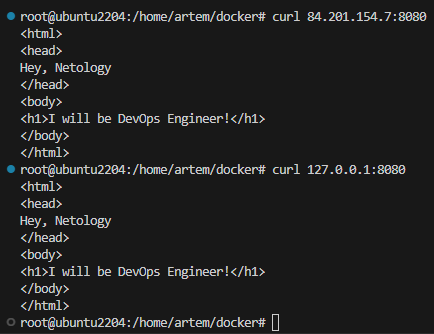 root@ubuntu2204:/home/artem/docker# curl 84.201.154.7:8080
<html>
<head>
Hey, Netology
</head>
<body>
<h1>I will be DevOps Engineer!</h1>
</body>
</html>
root@ubuntu2204:/home/artem/docker# curl 127.0.0.1:8080
<html>
<head>
Hey, Netology
</head>
<body>
<h1>I will be DevOps Engineer!</h1>
</body>
</html>
root@ubuntu2204:/home/artem/docker#